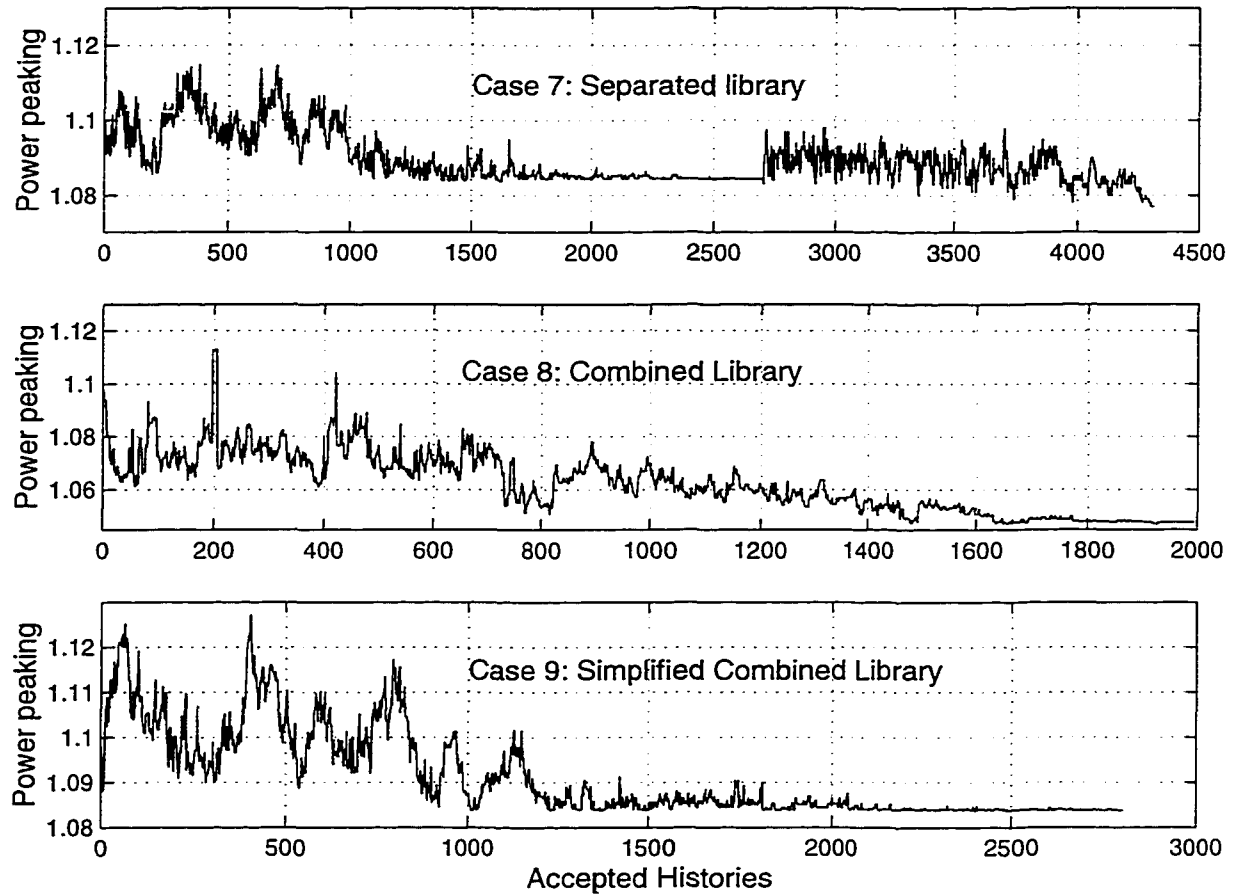 Power peaking
1.12
1.1
1.08
Case 7: Separated library
0 500 1000 1500 2000 2500 3000 3500 4000 4500
Power peaking
1.12
1.1
1.08
1.06
Case 8: Combined Library
0 200 400 600 800 1000 1200 1400 1600 1800 2000
Power peaking
1.12
1.11
1.1
1.09
1.08
Case 9: Simplified Combined Library
0 500 1000 1500 2000 2500 3000
Accepted Histories